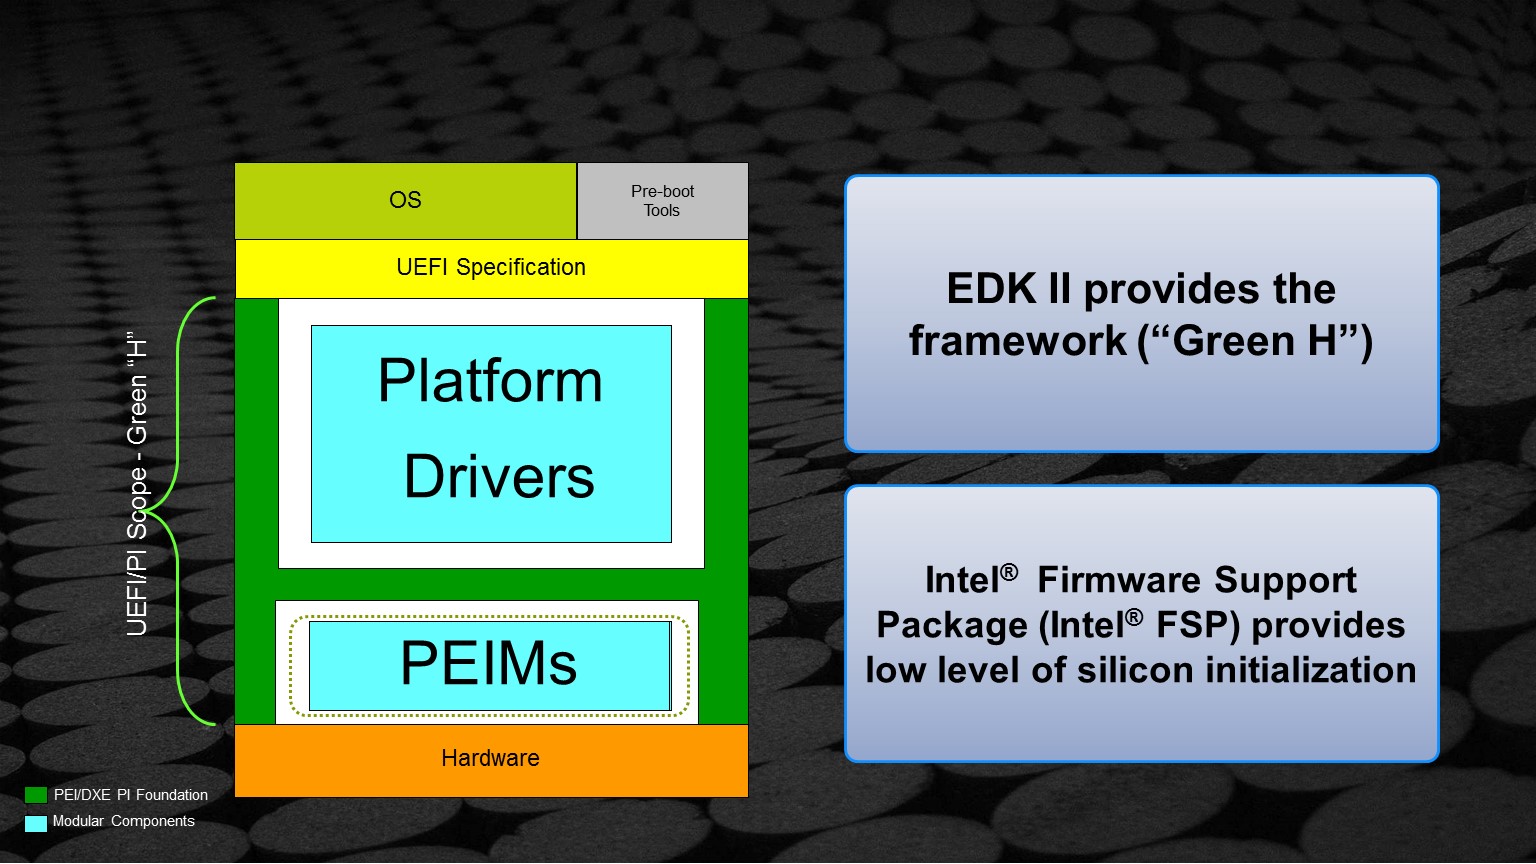 OS
Pre-boot
Tools
UEFI Specification
UEFI/PI Scope - Green “H”
Platform
Drivers
PEIMs
Hardware
PEI/DXE PI Foundation
Modular Components
EDK II provides the
framework (“Green H”)
Intel® Firmware Support
Package (Intel® FSP) provides
low level of silicon initialization